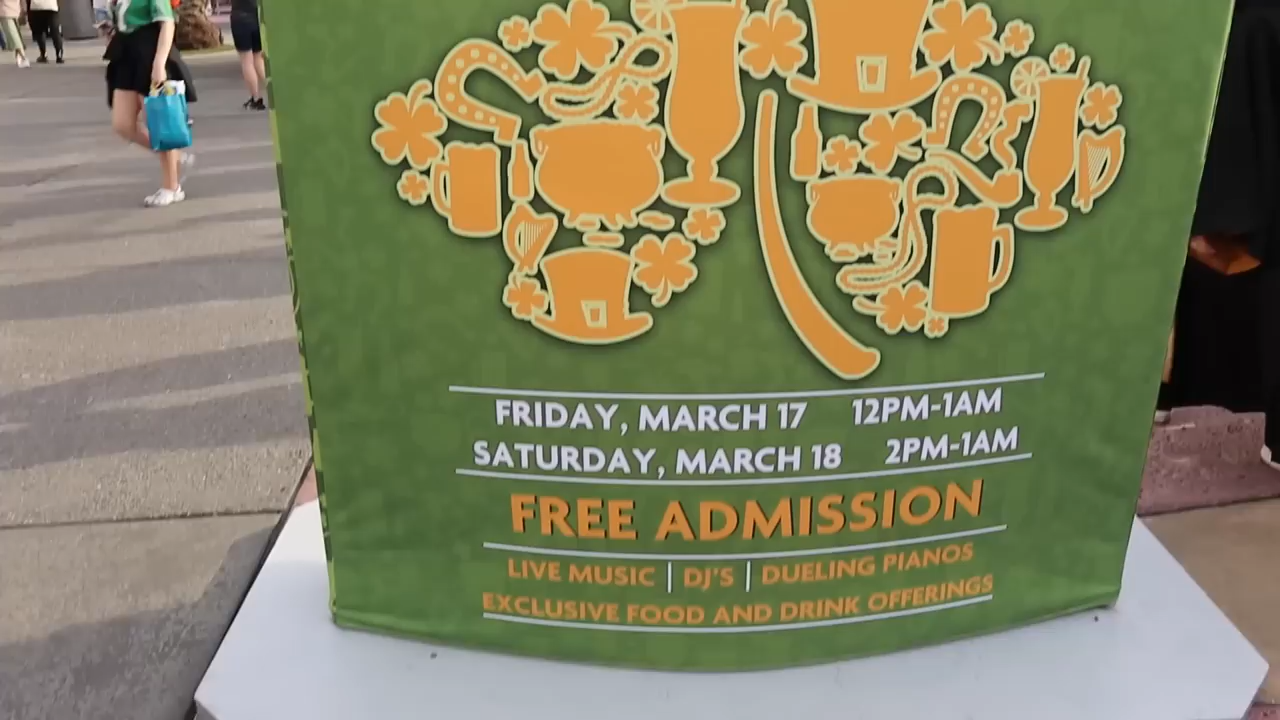 FRIDAY, MARCH 17 12PM-1AM
SATURDAY, MARCH 18 2PM-1AM
FREE ADMISSION
LIVE MUSIC | DJ'S | DUELING PIANOS
EXCLUSIVE FOOD AND DRINK OFFERINGS